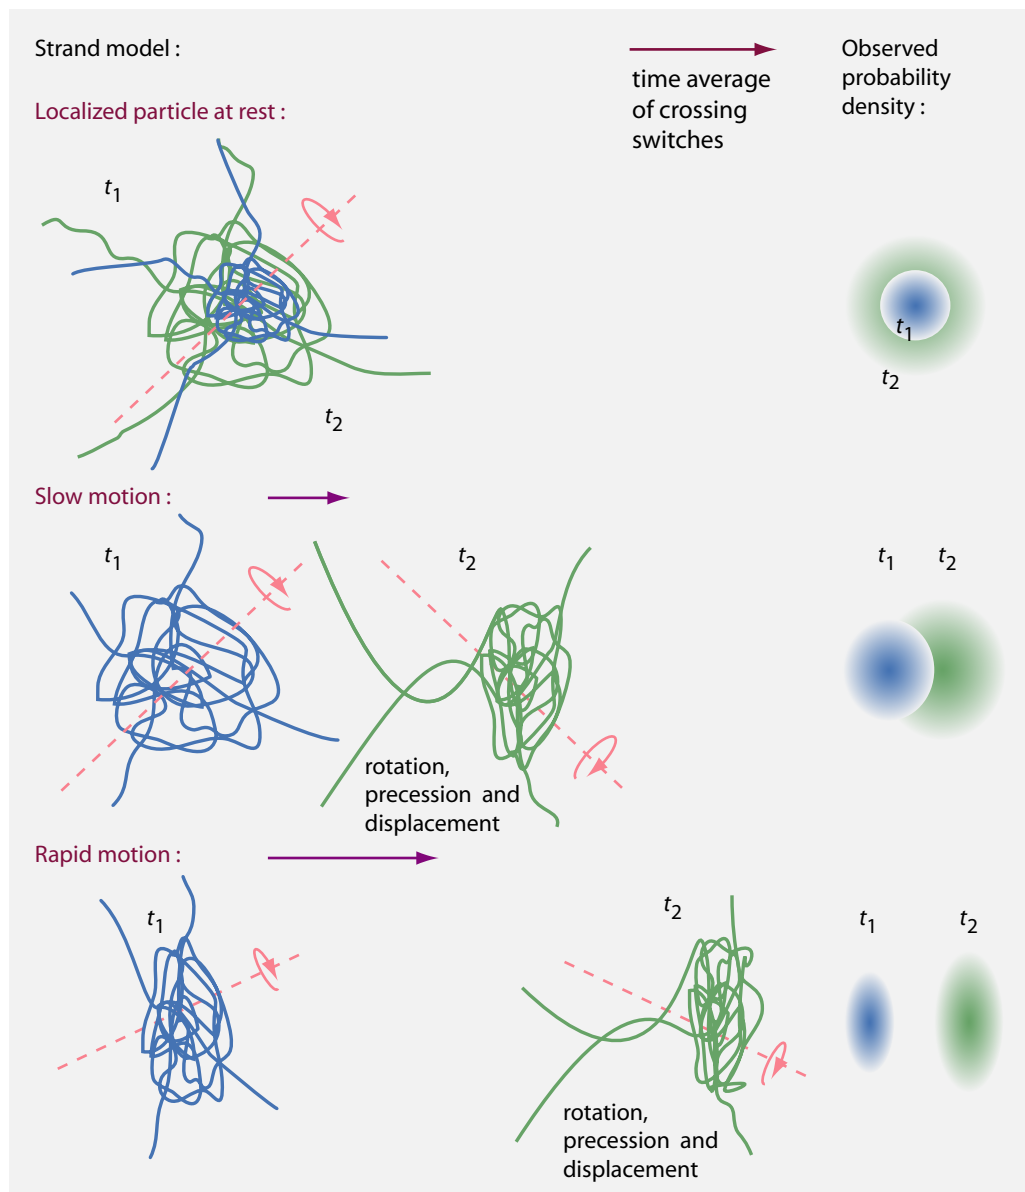 Strand model :
time average
of crossing
switches
Observed
probability
density :
Localized particle at rest :
t1
t2
t1
t2
Slow motion :
t1
t2
t1
t2
rotation,
precession and
displacement
Rapid motion :
t1
t2
t1
t2
rotation,
precession and
displacement